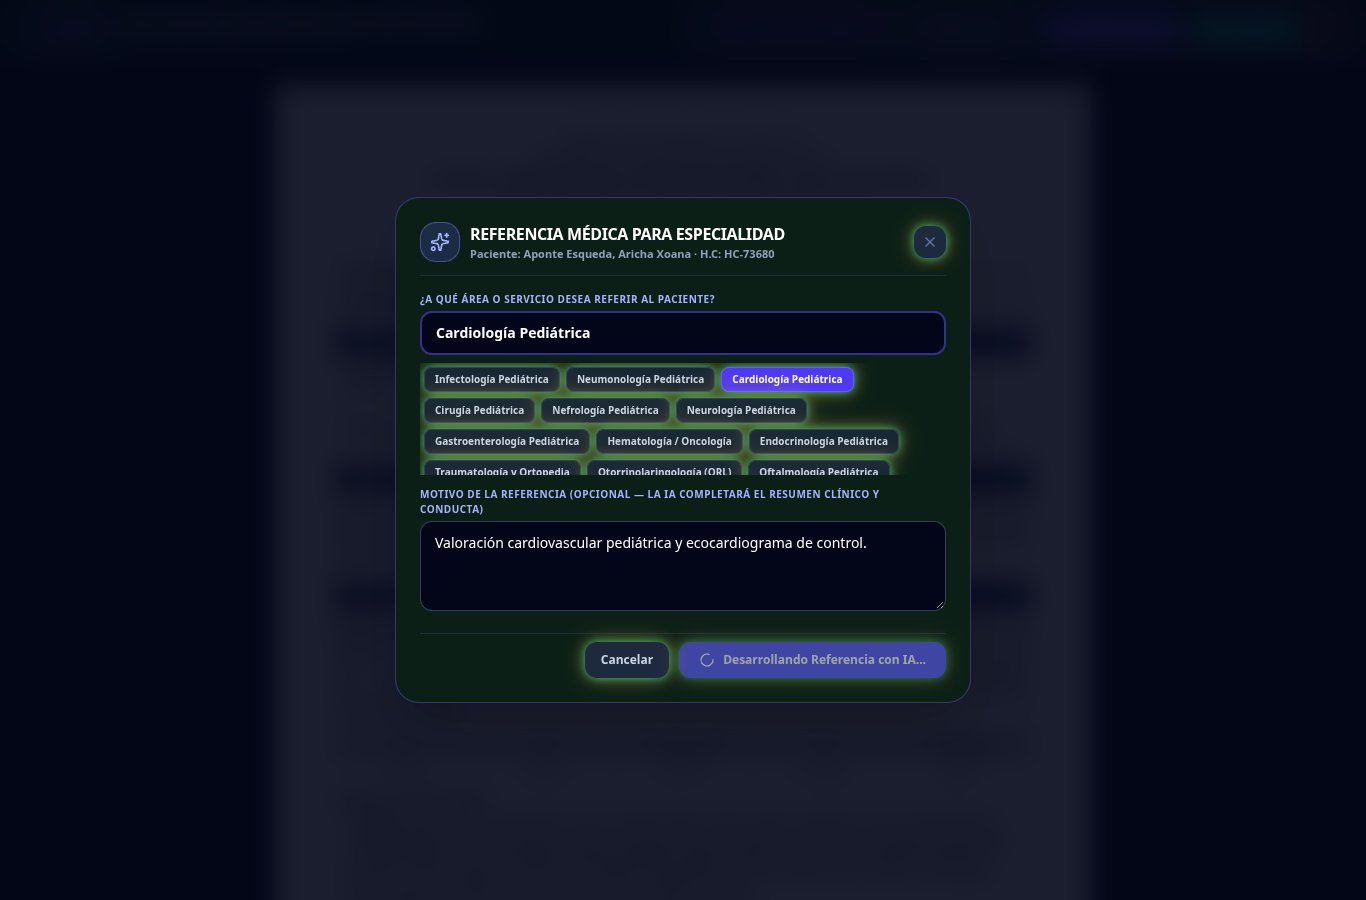 REFERENCIA MÉDICA PARA ESPECIALIDAD
Paciente: Aponte Esqueda, Aricha Xoana · H.C: HC-73680
¿A QUÉ ÁREA O SERVICIO DESEA REFERIR AL PACIENTE?
Cardiología Pediátrica
Infectología Pediátrica Neumonología Pediátrica Cardiología Pediátrica
Cirugía Pediátrica Nefrología Pediátrica Neurología Pediátrica
Gastroenterología Pediátrica Hematología / Oncología Endocrinología Pediátrica
Traumatología y Ortopedia Otorrinolaringología (ORL) Oftalmología Pediátrica
MOTIVO DE LA REFERENCIA (OPCIONAL — LA IA COMPLETARÁ EL RESUMEN CLÍNICO Y
CONDUCTA)
Valoración cardiovascular pediátrica y ecocardiograma de control.
Cancelar Desarrollando Referencia con IA...